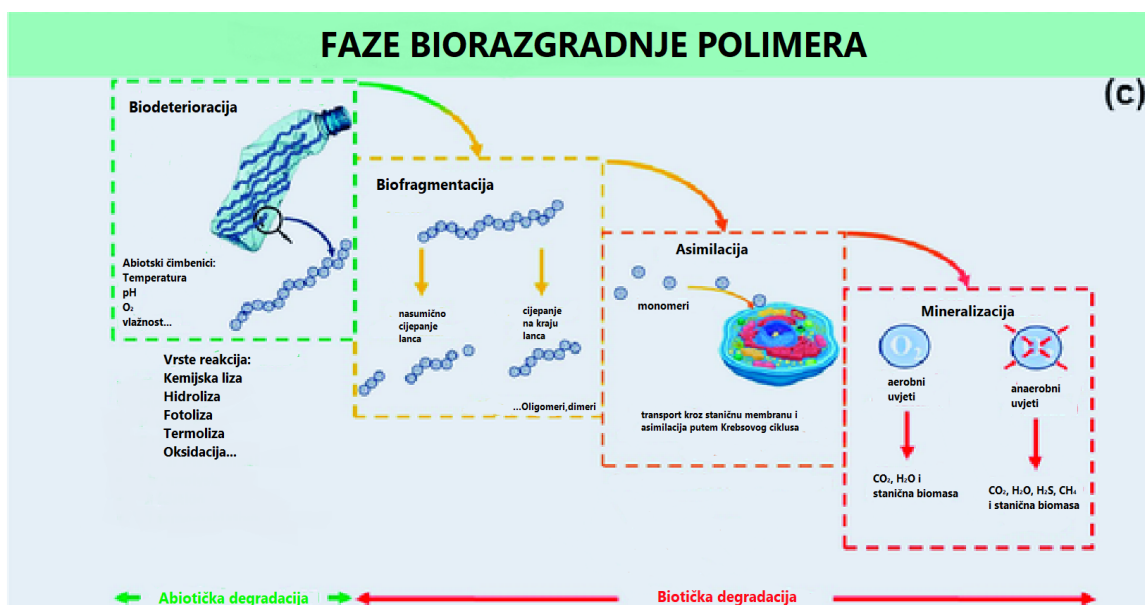 FAZE BIORAZGRADNJE POLIMERA
(c)
Biodeterioracija
Abiotski čimbenici:
Temperatura
pH
O₂
vlažnost...
Vrste reakcija:
Kemijska liza
Hidroliza
Fotoliza
Termoliza
Oksidacija...
Biofragmentacija
nasumično
cijepanje
lanca
cijepanje
na kraju
lanca
...Oligomeri,dimeri
Asimilacija
monomeri
transport kroz staničnu membranu i
asimilacija putem Krebsovog ciklusa
Mineralizacija
O₂
aerobni
uvjeti
anaerobni
uvjeti
CO₂, H₂O i
stanična biomasa
CO₂, H₂O, H₂S, CH₄
i stanična biomasa
Abiotička degradacija
Biotička degradacija